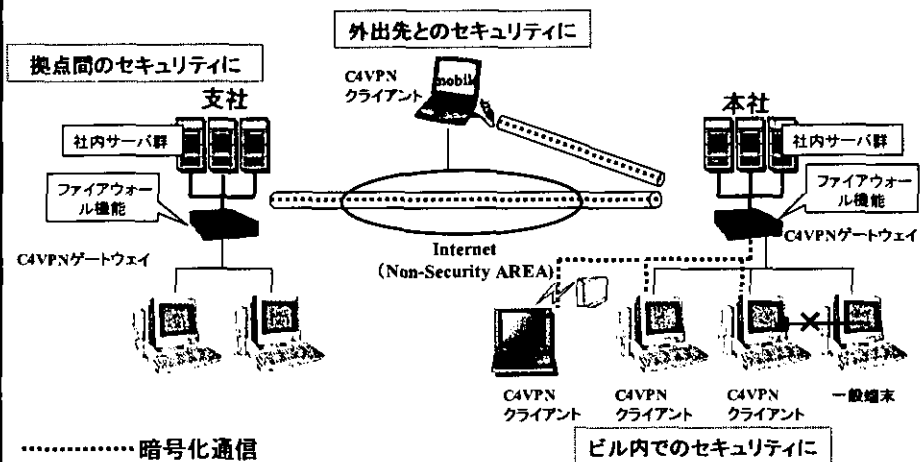 外出先とのセキュリティに
拠点間のセキュリティに
C4VPN
クライアント
mobile
支社
本社
社内サーバ群
社内サーバ群
ファイアウォー
ル機能
ファイアウォー
ル機能
C4VPNゲートウェイ
C4VPNゲートウェイ
Internet
(Non-Security AREA)
C4VPN
クライアント
C4VPN
クライアント
C4VPN
クライアント
一般端末
暗号化通信
ビル内でのセキュリティに